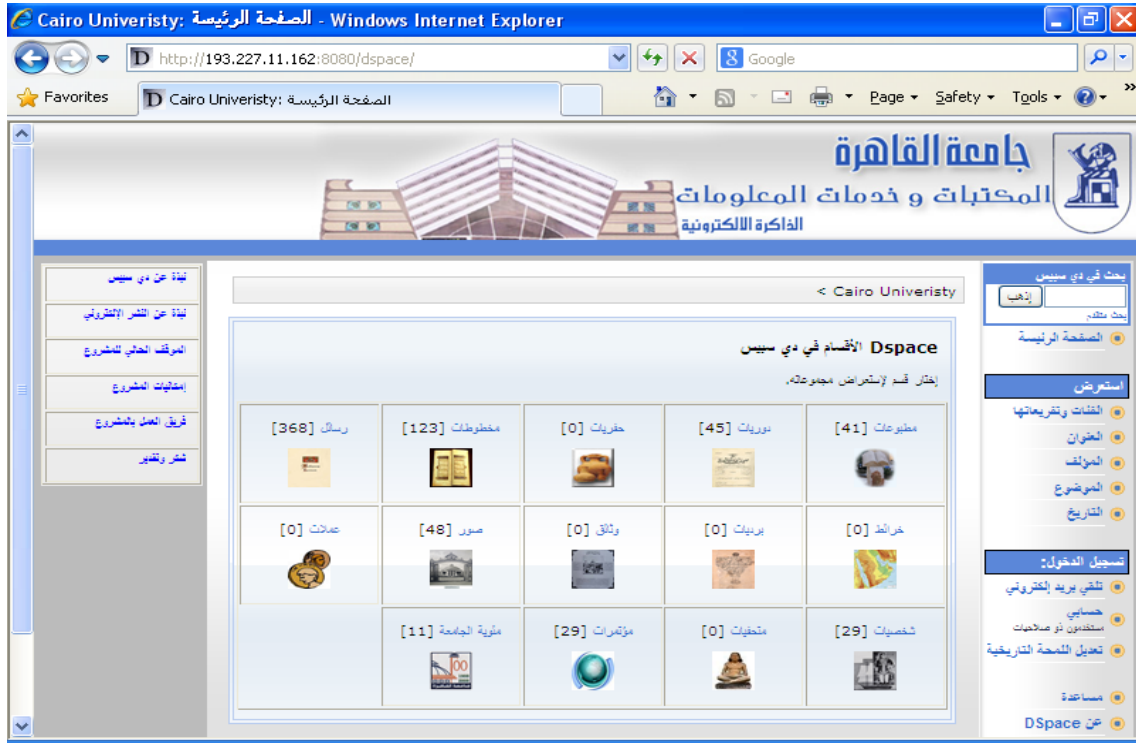 Cairo Univeristy: الصفحة الرئيسة - Windows Internet Explorer
http://193.227.11.162:8080/dspace/
Google
Favorites
Cairo Univeristy: الصفحة الرئيسة
Page
Safety
Tools
جامعة القاهرة
المكتبات و خدمات المعلومات
الذاكرة الالكترونية
بحث في دي سبيس
إذهب
بحث متقدم
الصفحة الرئيسة
استعرض
الفئات وتفريعاتها
العنوان
المؤلف
الموضوع
التاريخ
تسجيل الدخول:
تلقي بريد إلكتروني
حسابي
مستخدمون ذو صلاحيات
تعديل اللمحة التاريخية
مساعدة
عن DSpace
Cairo Univeristy >
Dspace الأقسام في دي سبيس
إختار قسم لإستعراض مجموعاته.
مطبوعات [41]
دوريات [45]
حفريات [0]
مخطوطات [123]
رسائل [368]
خرائط [0]
برديات [0]
وثائق [0]
صور [48]
عملات [0]
شخصيات [29]
متحفيات [0]
مؤتمرات [29]
مئوية الجامعة [11]
100
نبذة عن دي سبيس
نبذة عن النشر الإلكتروني
الموقف الحالي للمشروع
إمكانيات المشروع
فريق العمل بالمشروع
شكر وتقدير